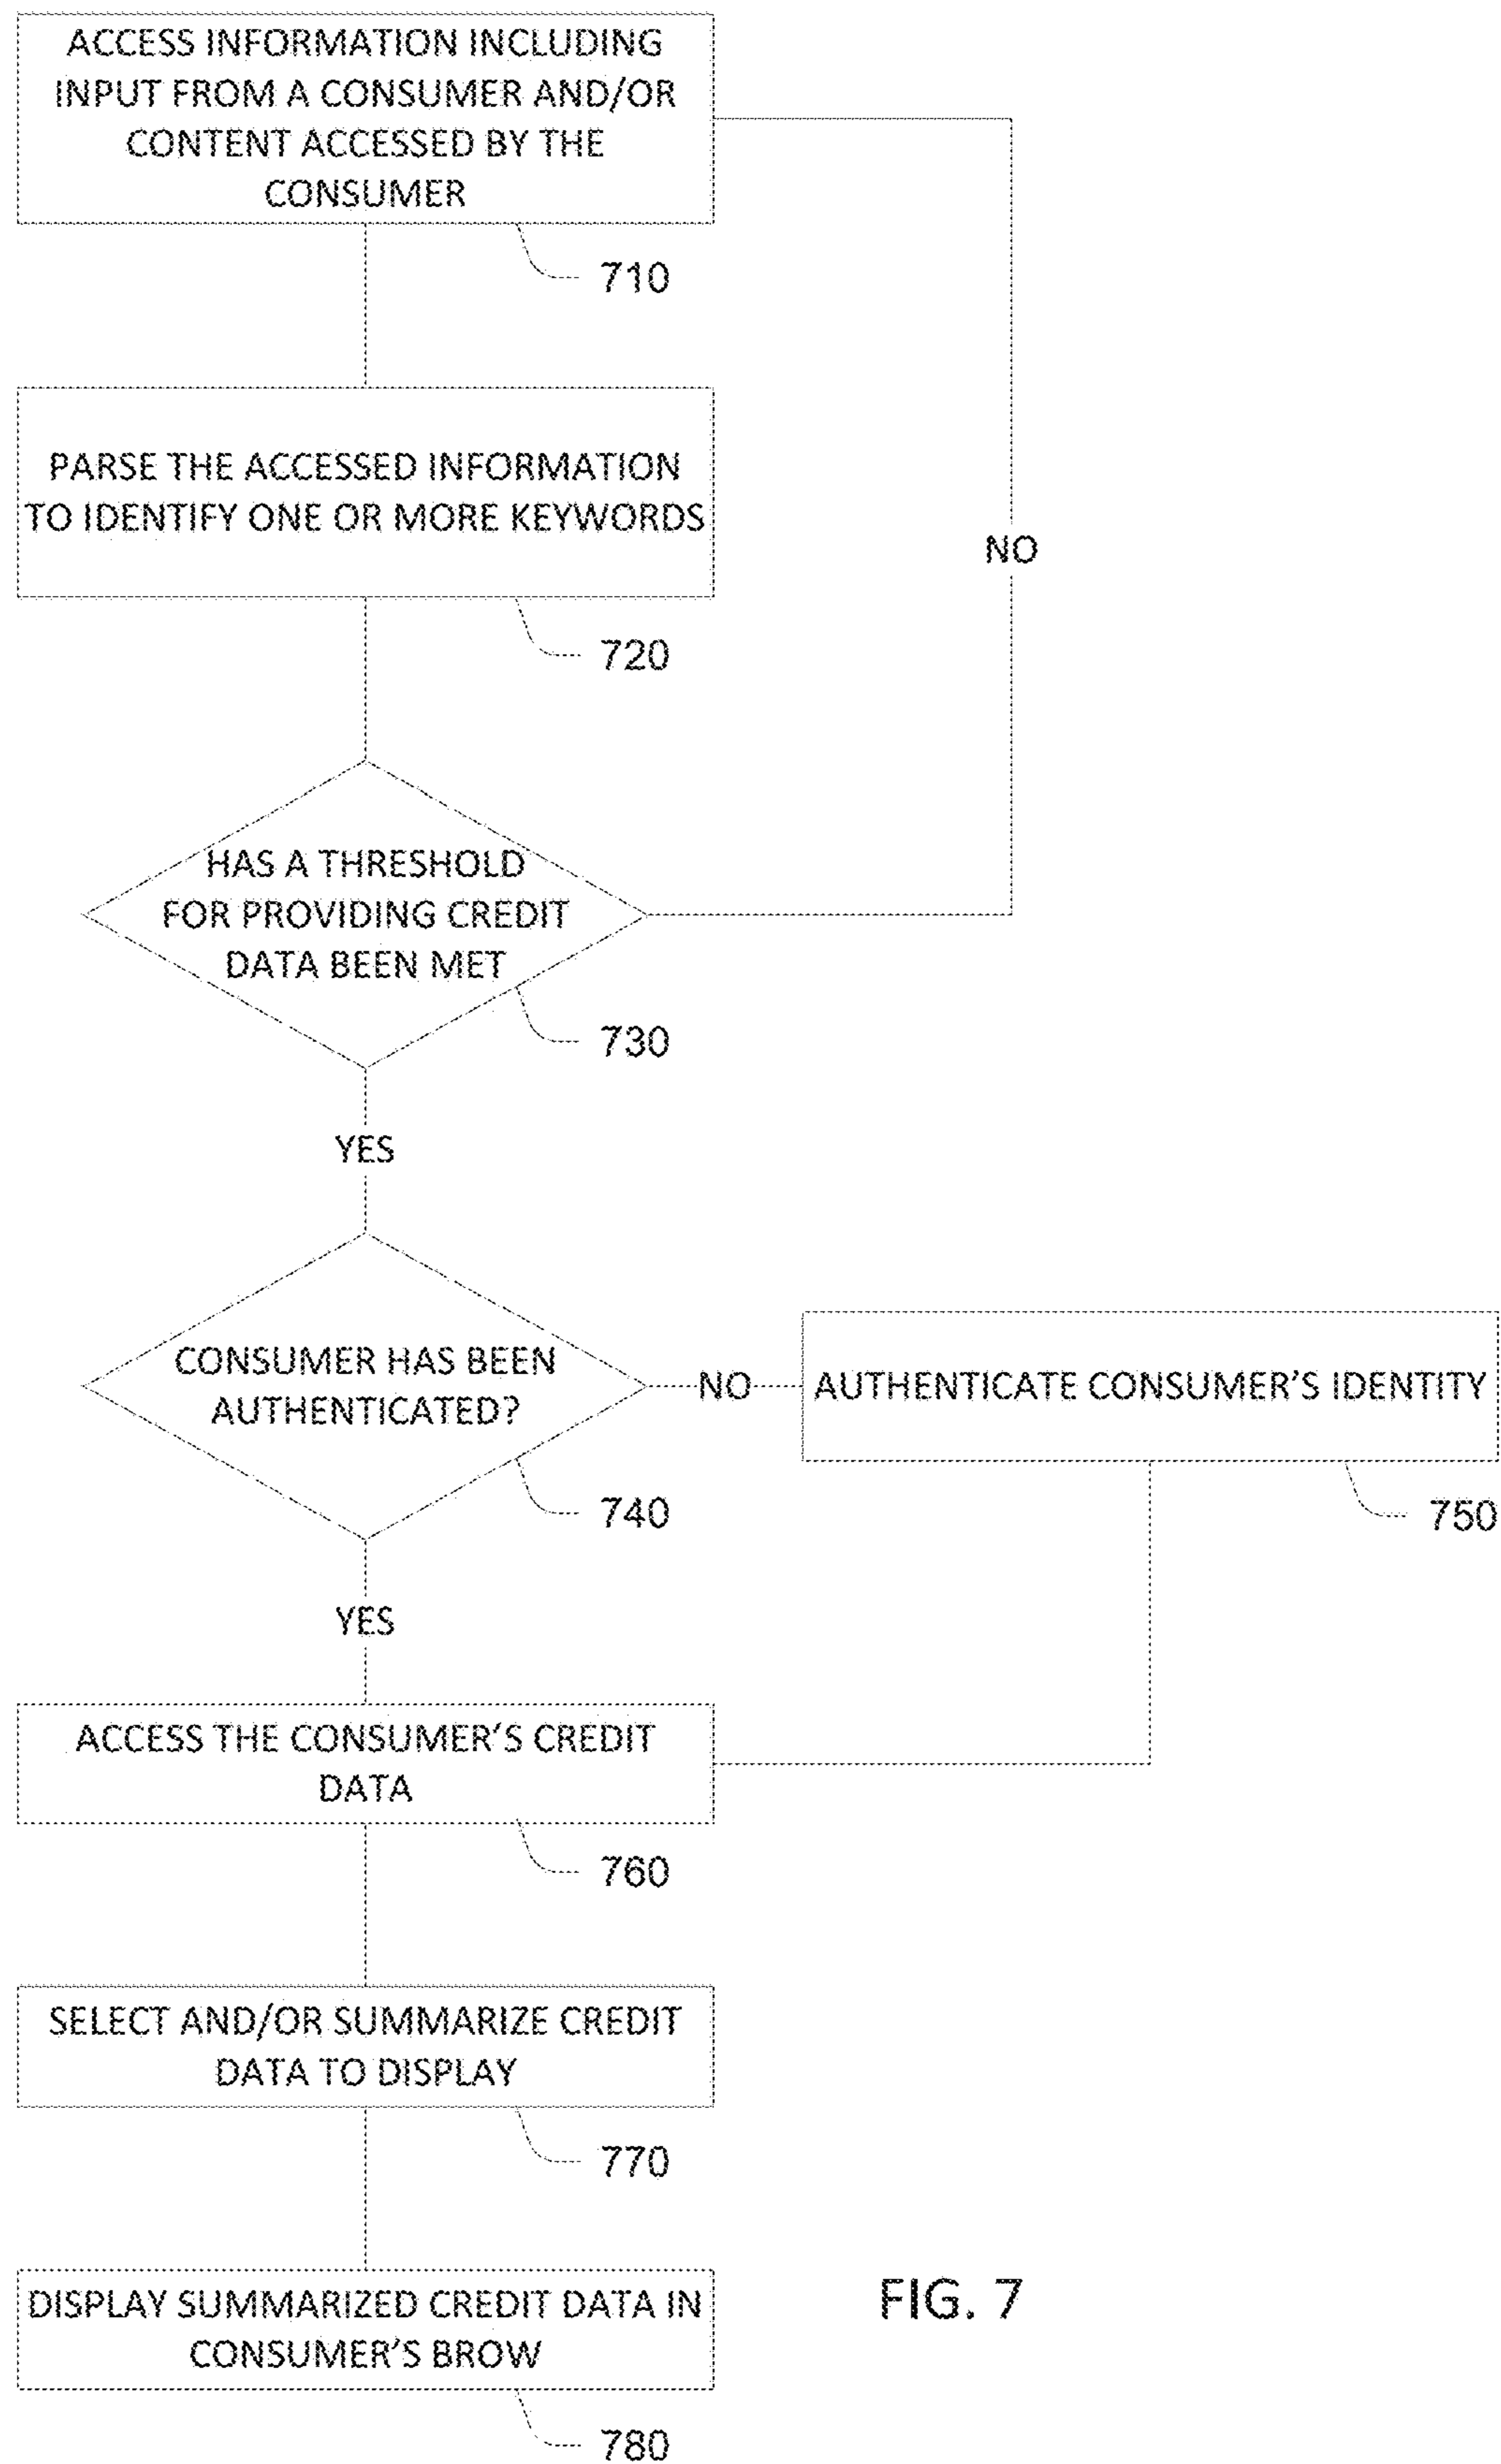 ACCESS INFORMATION INCLUDING
INPUT FROM A CONSUMER AND/OR
CONTENT ACCESSED BY THE
CONSUMER
710
PARSE THE ACCESSED INFORMATION
TO IDENTIFY ONE OR MORE KEYWORDS
NO
720
HAS A THRESHOLD
FOR PROVIDING CREDIT
DATA BEEN MET
730
YES
CONSUMER HAS BEEN
AUTHENTICATED?
NO
AUTHENTICATE CONSUMER'S IDENTITY
740
750
YES
ACCESS THE CONSUMER'S CREDIT
DATA
760
SELECT AND/OR SUMMARIZE CREDIT
DATA TO DISPLAY
770
DISPLAY SUMMARIZED CREDIT DATA IN
CONSUMER'S BROW
780
FIG. 7